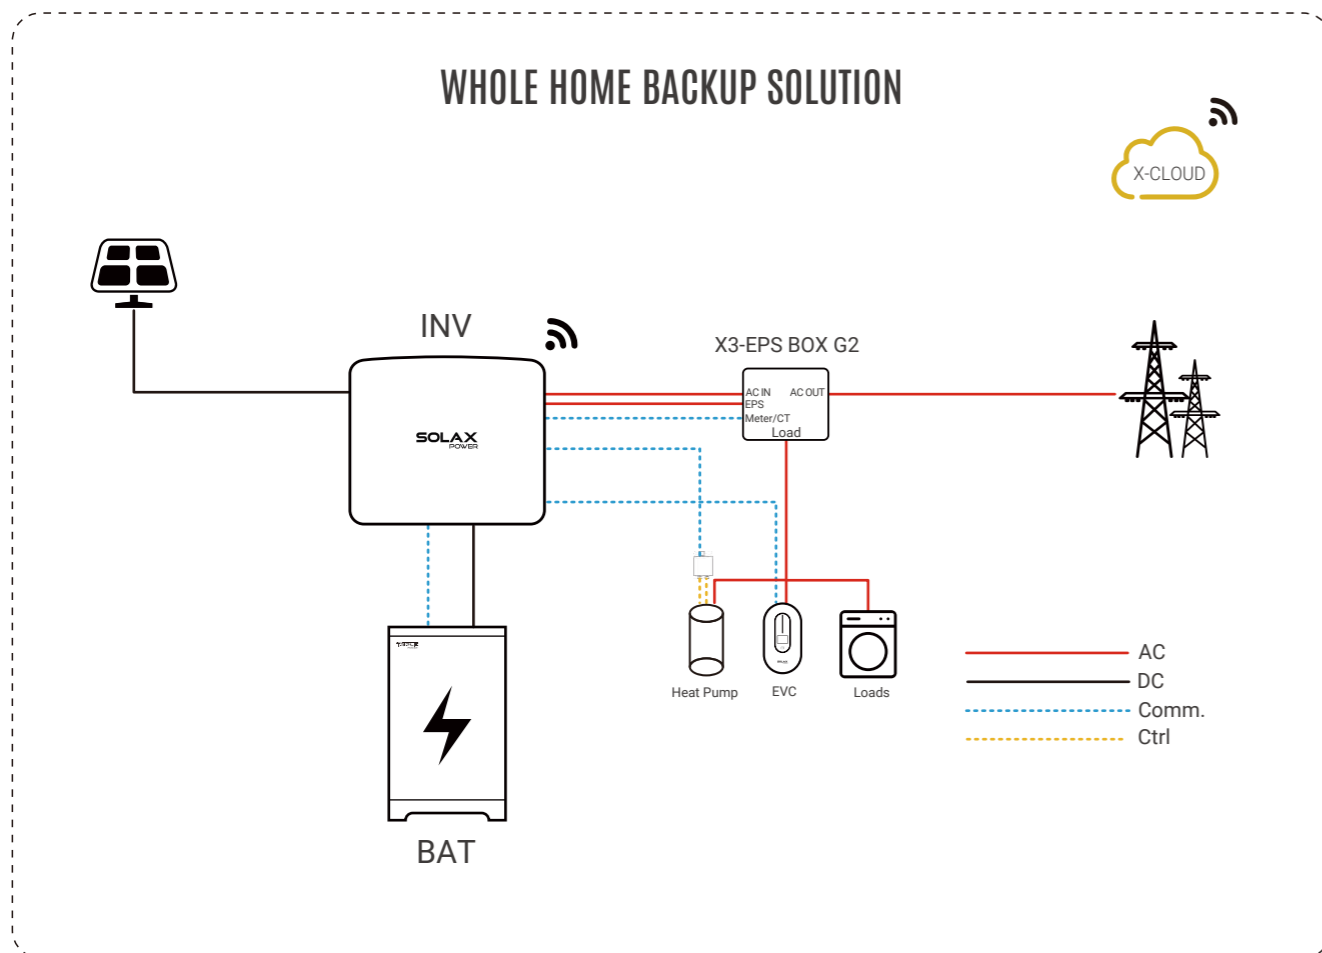 WHOLE HOME BACKUP SOLUTION
X-CLOUD
INV
X3-EPS BOX G2
AC IN AC OUT
EPS
Meter/CT
Load
SOLAX
POWER
Heat Pump
EVC
Loads
AC
DC
Comm.
Ctrl
BAT